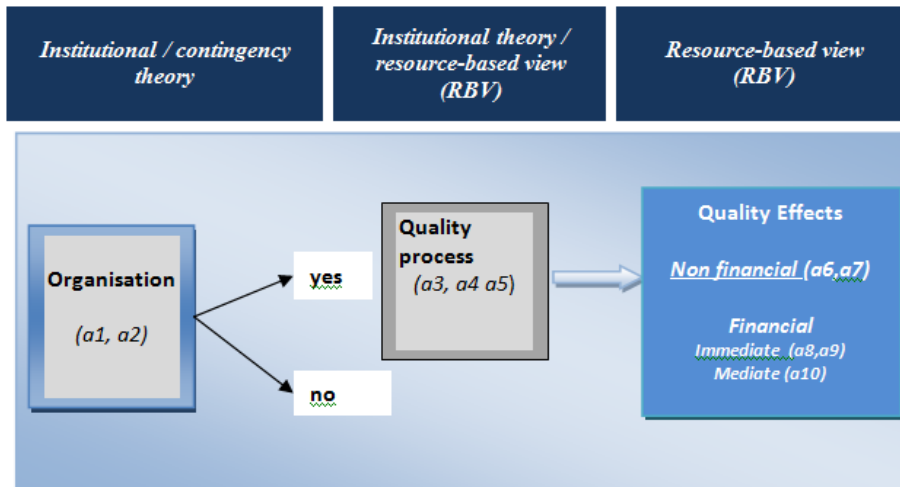 Institutional / contingency
theory
Institutional theory /
resource-based view
(RBV)
Resource-based view
(RBV)
Organisation
(a1, a2)
yes
no
Quality
process
(a3, a4 a5)
Quality Effects
Non financial (a6,a7)
Financial
Immediate (a8,a9)
Mediate (a10)